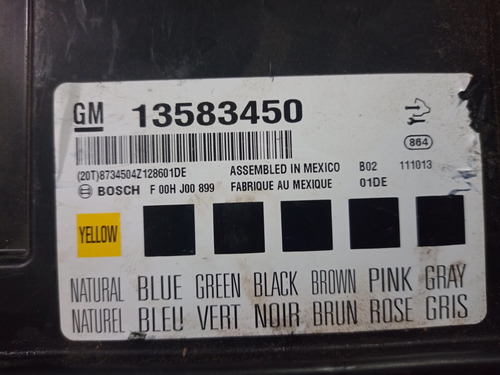 GM 13583450
864
(20T)8734504Z128601DE ASSEMBLED IN MEXICO B02 111013
BOSCH F 00H J00 899 FABRIQUE AU MEXIQUE 01DE
YELLOW
NATURAL BLUE GREEN BLACK BROWN PINK GRAY
NATUREL BLEU VERT NOIR BRUN ROSE GRIS